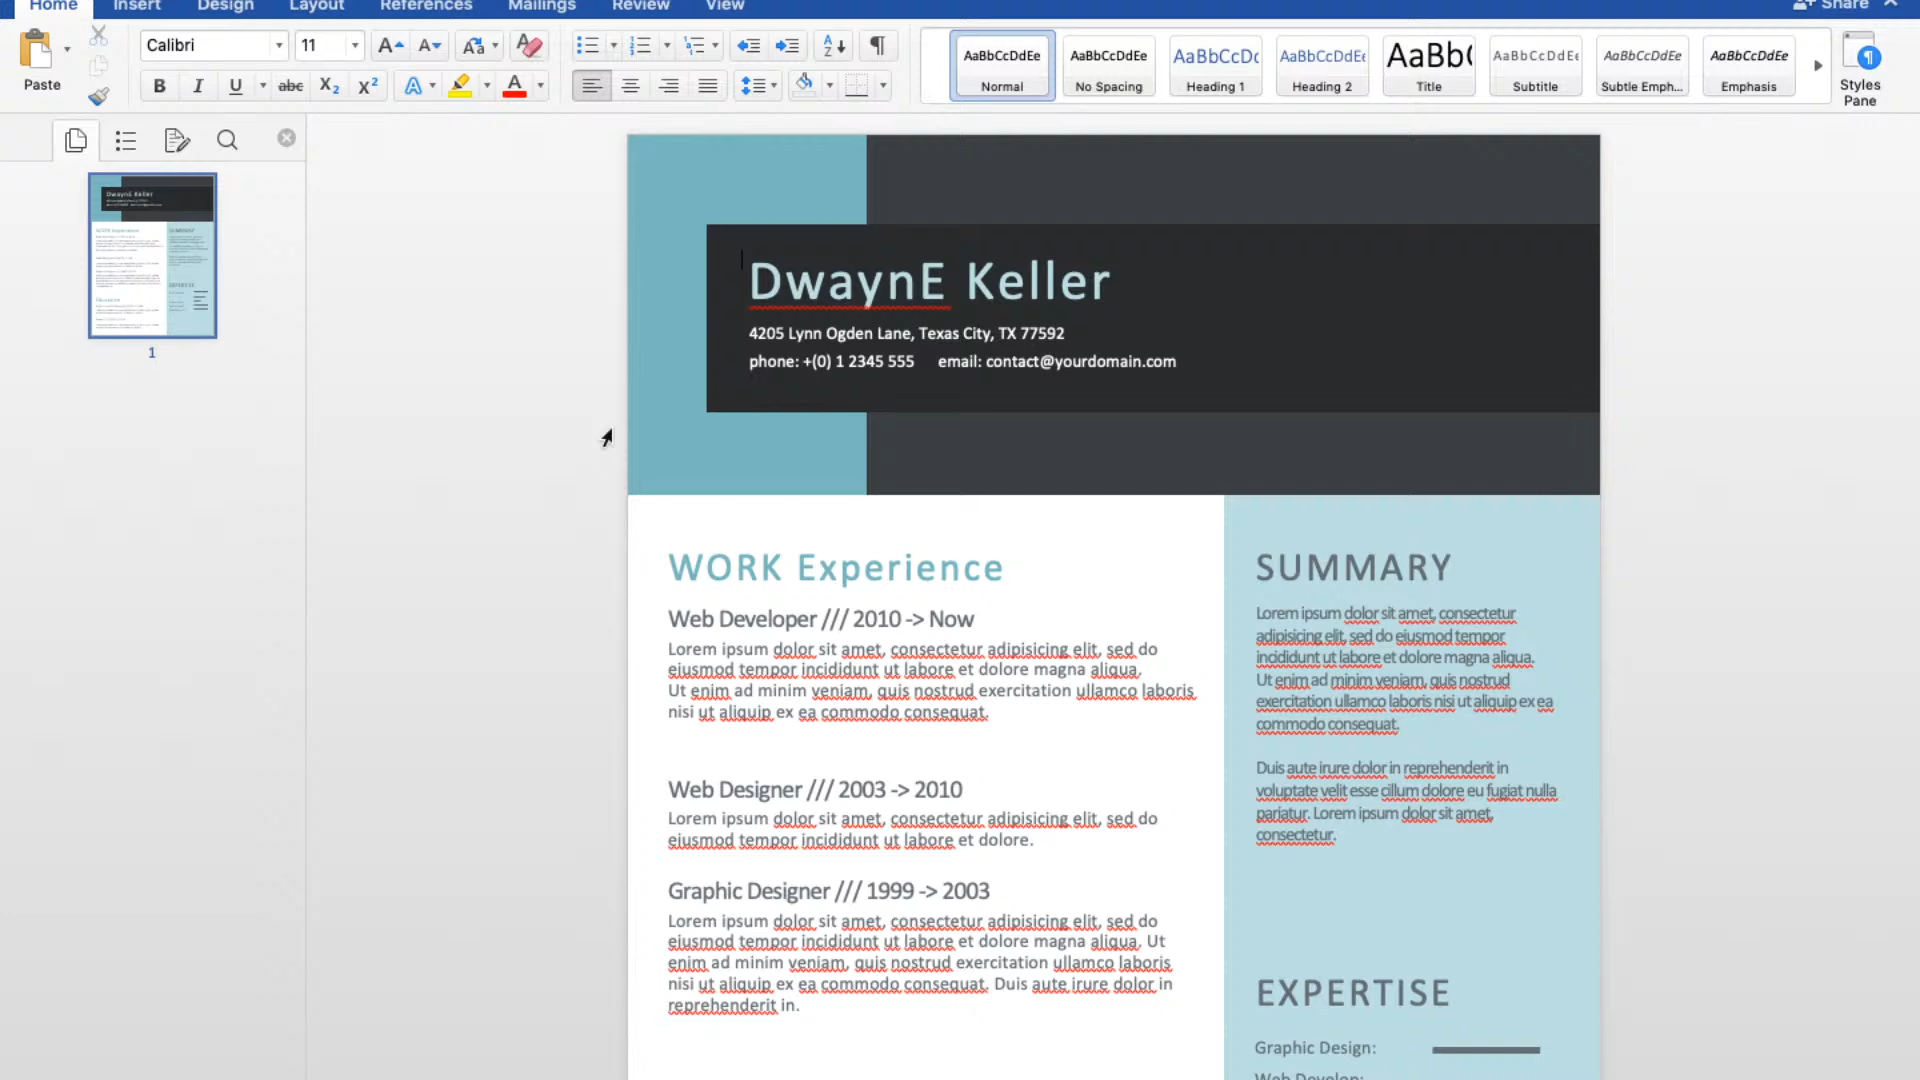 Home Insert Design Layout References Mailings Review View Share
Paste
Calibri 11
AaBbCcDdEe AaBbCcDdEe AaBbCcDc AaBbCcDdEe AaBb( AaBbCcDdEe AaBbCcDdEe AaBbCcDdEe
Normal No Spacing Heading 1 Heading 2 Title Subtitle Subtle Emph... Emphasis
Styles
Pane
B I U abc X₂ X² A A
1
DwaynE Keller
4205 Lynn Ogden Lane, Texas City, TX 77592
phone: +(0) 1 2345 555 email: contact@yourdomain.com
WORK Experience
Web Developer /// 2010 -> Now
Lorem ipsum dolor sit amet, consectetur adipisicing elit, sed do
eiusmod tempor incididunt ut labore et dolore magna aliqua.
Ut enim ad minim veniam, quis nostrud exercitation ullamco laboris
nisi ut aliquip ex ea commodo consequat.
Web Designer /// 2003 -> 2010
Lorem ipsum dolor sit amet, consectetur adipisicing elit, sed do
eiusmod tempor incididunt ut labore et dolore.
Graphic Designer /// 1999 -> 2003
Lorem ipsum dolor sit amet, consectetur adipisicing elit, sed do
eiusmod tempor incididunt ut labore et dolore magna aliqua. Ut
enim ad minim veniam, quis nostrud exercitation ullamco laboris
nisi ut aliquip ex ea commodo consequat. Duis aute irure dolor in
reprehenderit in.
SUMMARY
Lorem ipsum dolor sit amet, consectetur
adipisicing elit, sed do eiusmod tempor
incididunt ut labore et dolore magna aliqua.
Ut enim ad minim veniam, quis nostrud
exercitation ullamco laboris nisi ut aliquip ex ea
commodo consequat.
Duis aute irure dolor in reprehenderit in
voluptate velit esse cillum dolore eu fugiat nulla
pariatur. Lorem ipsum dolor sit amet,
consectetur.
EXPERTISE
Graphic Design:
Web Develop: